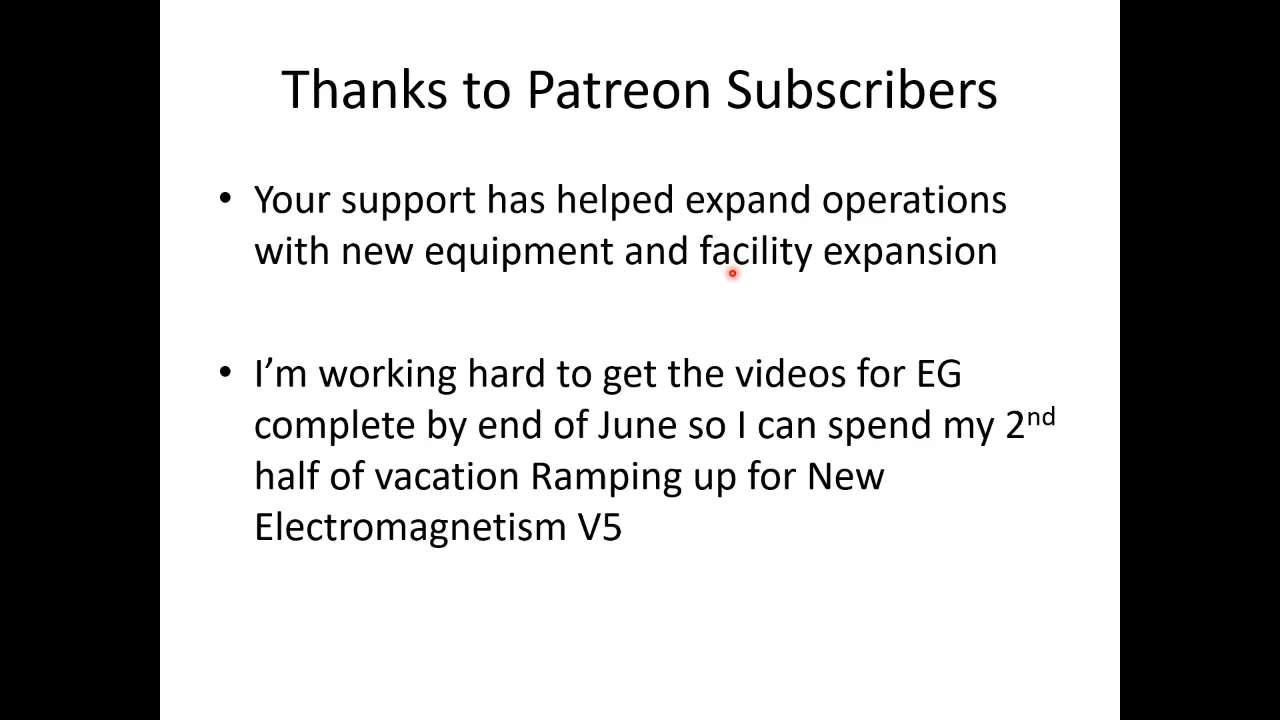 Thanks to Patreon Subscribers
• Your support has helped expand operations
with new equipment and facility expansion
• I’m working hard to get the videos for EG
complete by end of June so I can spend my 2nd
half of vacation Ramping up for New
Electromagnetism V5